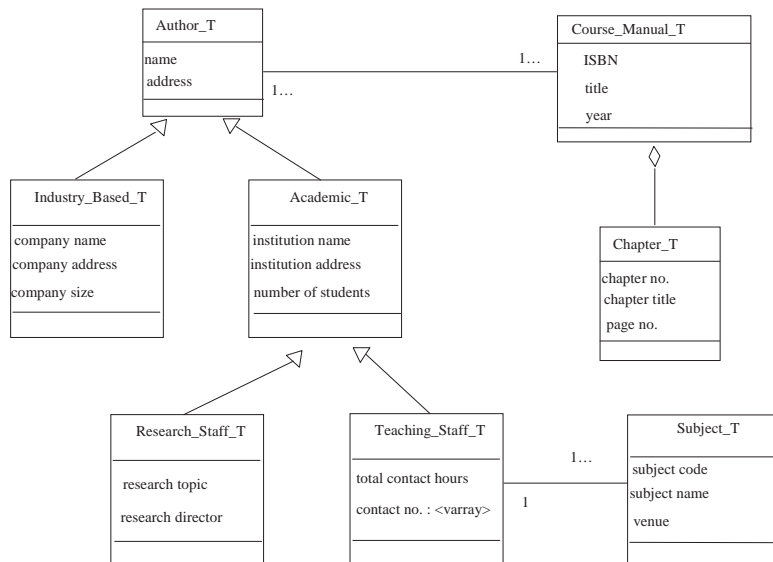 Author_T
name
address
1...
1...
Course_Manual_T
ISBN
title
year
Industry_Based_T
company name
company address
company size
Academic_T
institution name
institution address
number of students
Chapter_T
chapter no.
chapter title
page no.
Research_Staff_T
research topic
research director
Teaching_Staff_T
total contact hours
contact no. : <varray>
1...
1
Subject_T
subject code
subject name
venue